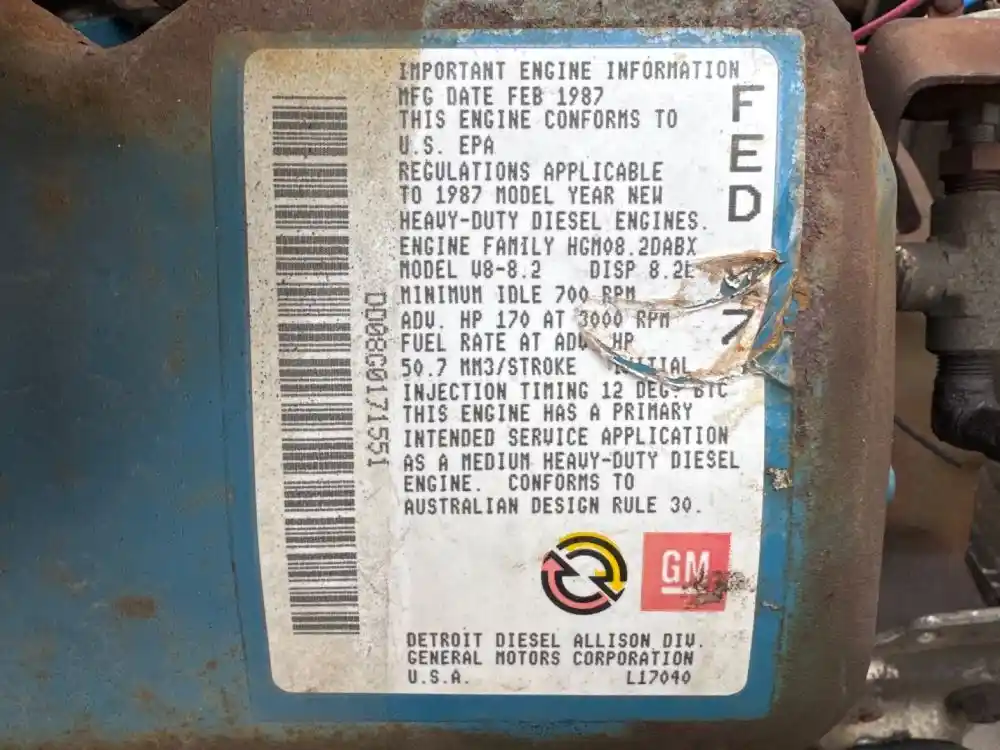 IMPORTANT ENGINE INFORMATION
MFG DATE FEB 1987
THIS ENGINE CONFORMS TO
U.S. EPA
REGULATIONS APPLICABLE
TO 1987 MODEL YEAR NEW
HEAVY-DUTY DIESEL ENGINES.
ENGINE FAMILY HGM08.2DABX
MODEL V8-8.2 DISP 8.2L
MINIMUM IDLE 700 RPM
ADV. HP 170 AT 3000 RPM
FUEL RATE AT ADV HP
50.7 MM3/STROKE INITIAL
INJECTION TIMING 12 DEG. BTC
THIS ENGINE HAS A PRIMARY
INTENDED SERVICE APPLICATION
AS A MEDIUM HEAVY-DUTY DIESEL
ENGINE. CONFORMS TO
AUSTRALIAN DESIGN RULE 30.
FED
7
DD08G0171551
GM
DETROIT DIESEL ALLISON DIV.
GENERAL MOTORS CORPORATION
U.S.A. L17040